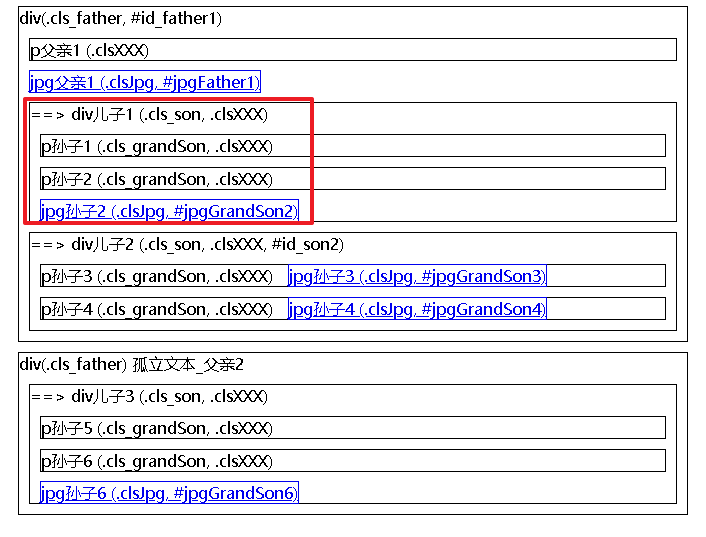 div(.cls_father, #id_father1)
p父亲1 (.clsXXX)
jpg父亲1 (.clsJpg, #jpgFather1)
==> div儿子1 (.cls_son, .clsXXX)
p孙子1 (.cls_grandSon, .clsXXX)
p孙子2 (.cls_grandSon, .clsXXX)
jpg孙子2 (.clsJpg, #jpgGrandSon2)
==> div儿子2 (.cls_son, .clsXXX, #id_son2)
p孙子3 (.cls_grandSon, .clsXXX) jpg孙子3 (.clsJpg, #jpgGrandSon3)
p孙子4 (.cls_grandSon, .clsXXX) jpg孙子4 (.clsJpg, #jpgGrandSon4)
div(.cls_father) 孤立文本_父亲2
==> div儿子3 (.cls_son, .clsXXX)
p孙子5 (.cls_grandSon, .clsXXX)
p孙子6 (.cls_grandSon, .clsXXX)
jpg孙子6 (.clsJpg, #jpgGrandSon6)